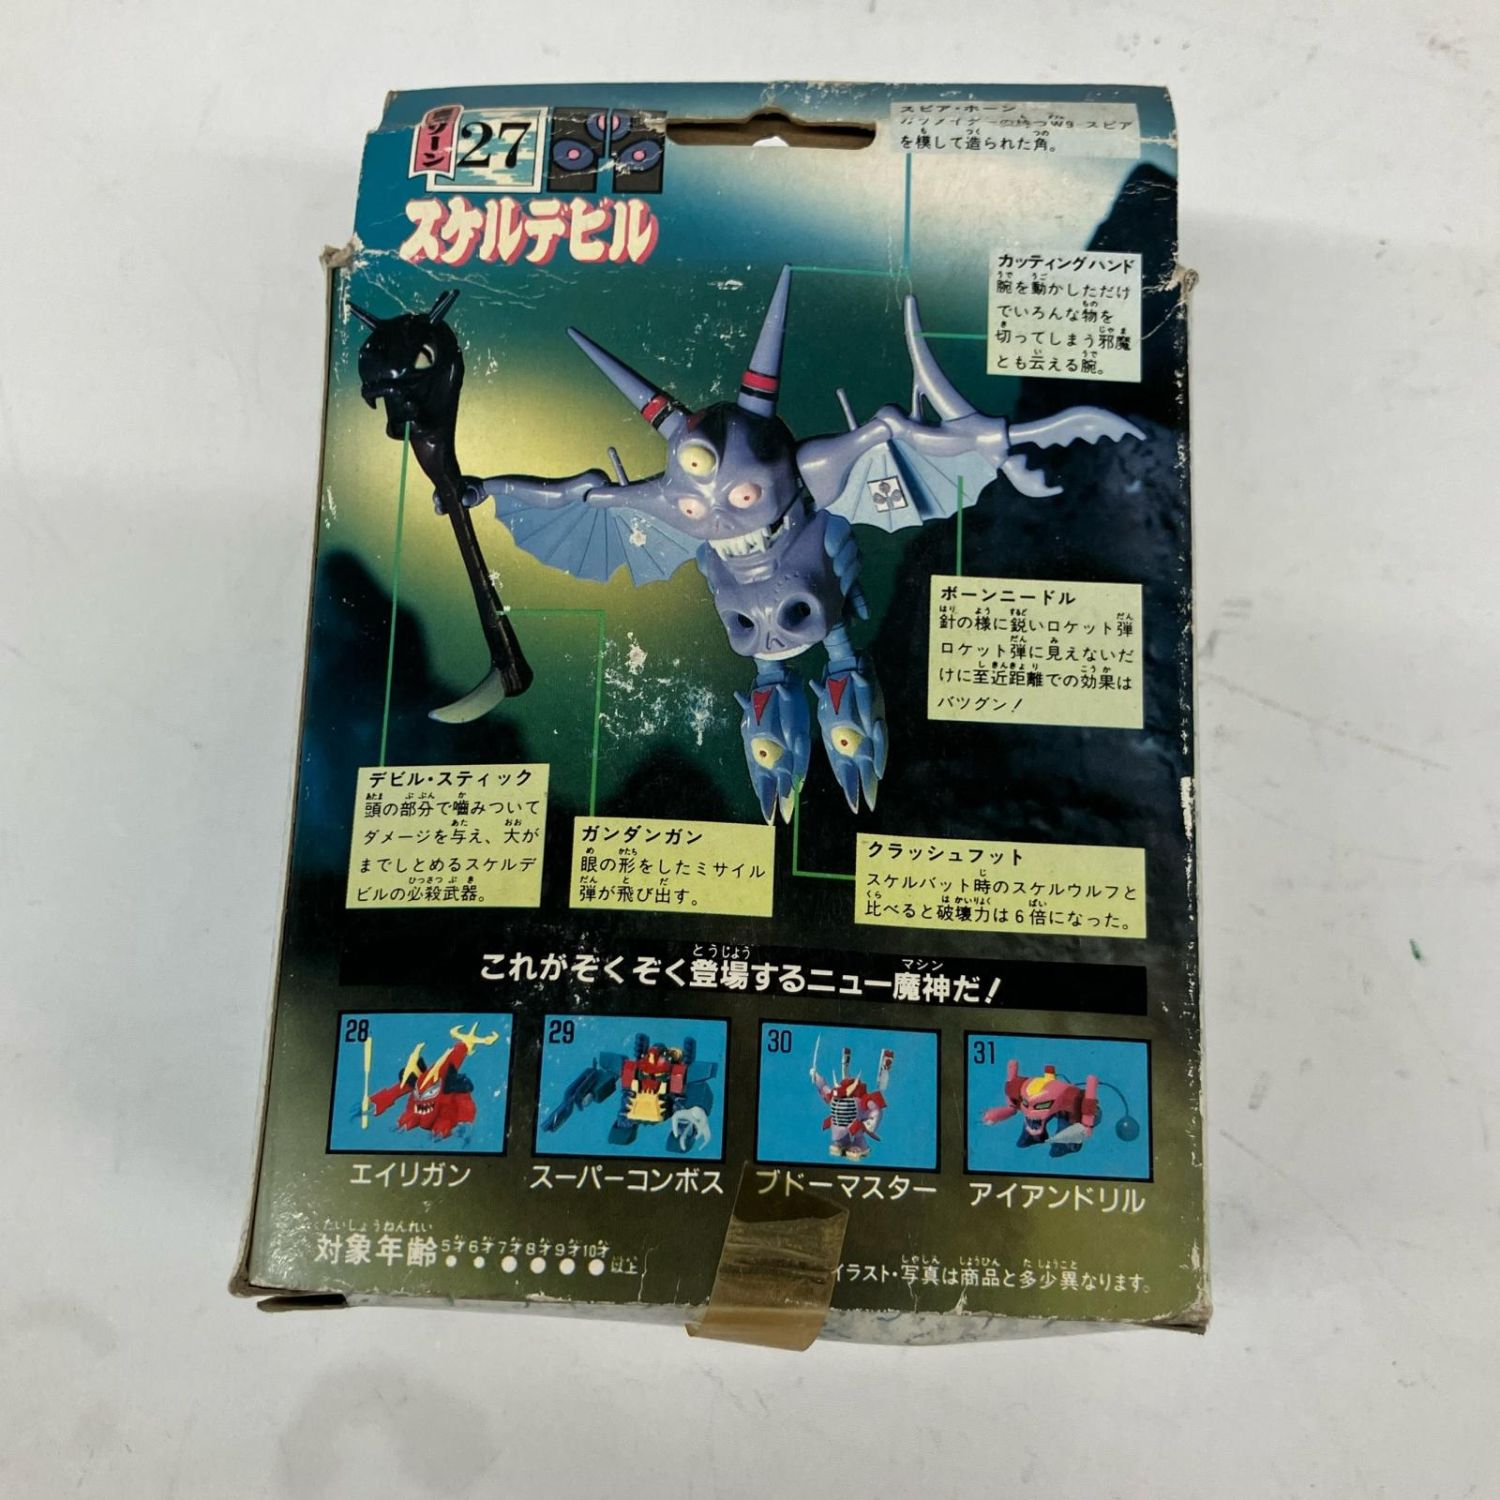 ゾーン
27
スケルデビル
スピア・ホーン
を模して造られた角。
カッティングハンド
腕を動かしただけ
でいろんな物を
切ってしまう邪魔
とも云える腕。
ボーンニードル
針の様に鋭いロケット弾
ロケット弾に見えないだ
けに至近距離での効果は
バツグン!
デビル・スティック
頭の部分で嚙みついて
ダメージを与え、大が
までしとめるスケルデ
ビルの必殺武器。
ガンダンガン
眼の形をしたミサイル
弾が飛び出す。
クラッシュフット
スケルバット時のスケルウルフと
比べると破壊力は6倍になった。
これがぞくぞく登場するニュー魔神だ!
28
29
30
31
エイリガン
スーパーコンボス
ブドーマスター
アイアンドリル
対象年齢 5才 6才 7才 8才 9才 10才以上
イラスト・写真は商品と多少異なります。